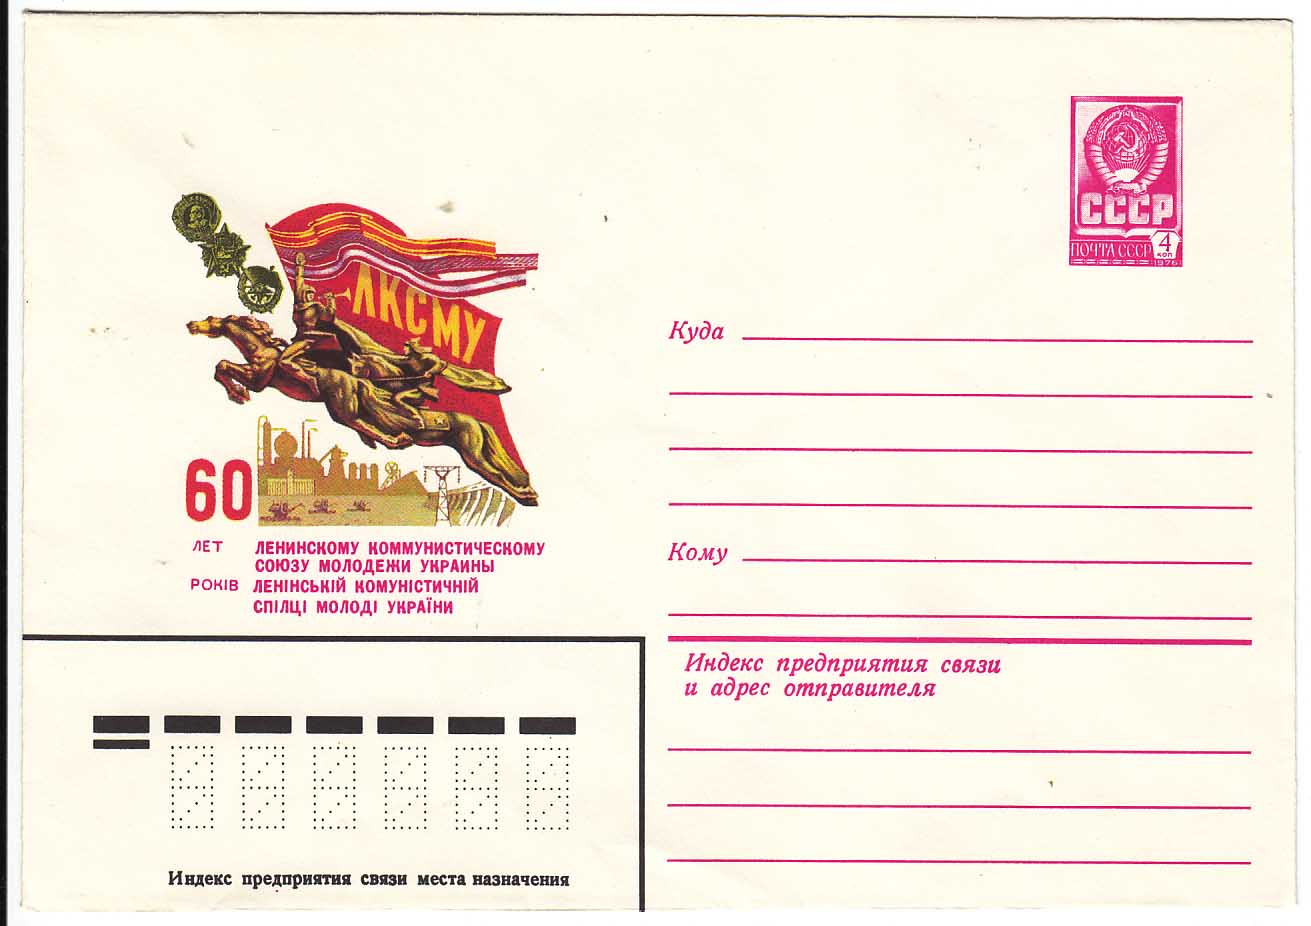 СССР
ПОЧТА СССР 4
КОП
1976
ЛКСМУ
60
ЛЕТ ЛЕНИНСКОМУ КОММУНИСТИЧЕСКОМУ
СОЮЗУ МОЛОДЕЖИ УКРАИНЫ
РОКІВ ЛЕНІНСЬКІЙ КОМУНІСТИЧНІЙ
СПІЛЦІ МОЛОДІ УКРАЇНИ
Куда
Кому
Индекс предприятия связи
и адрес отправителя
Индекс предприятия связи места назначения